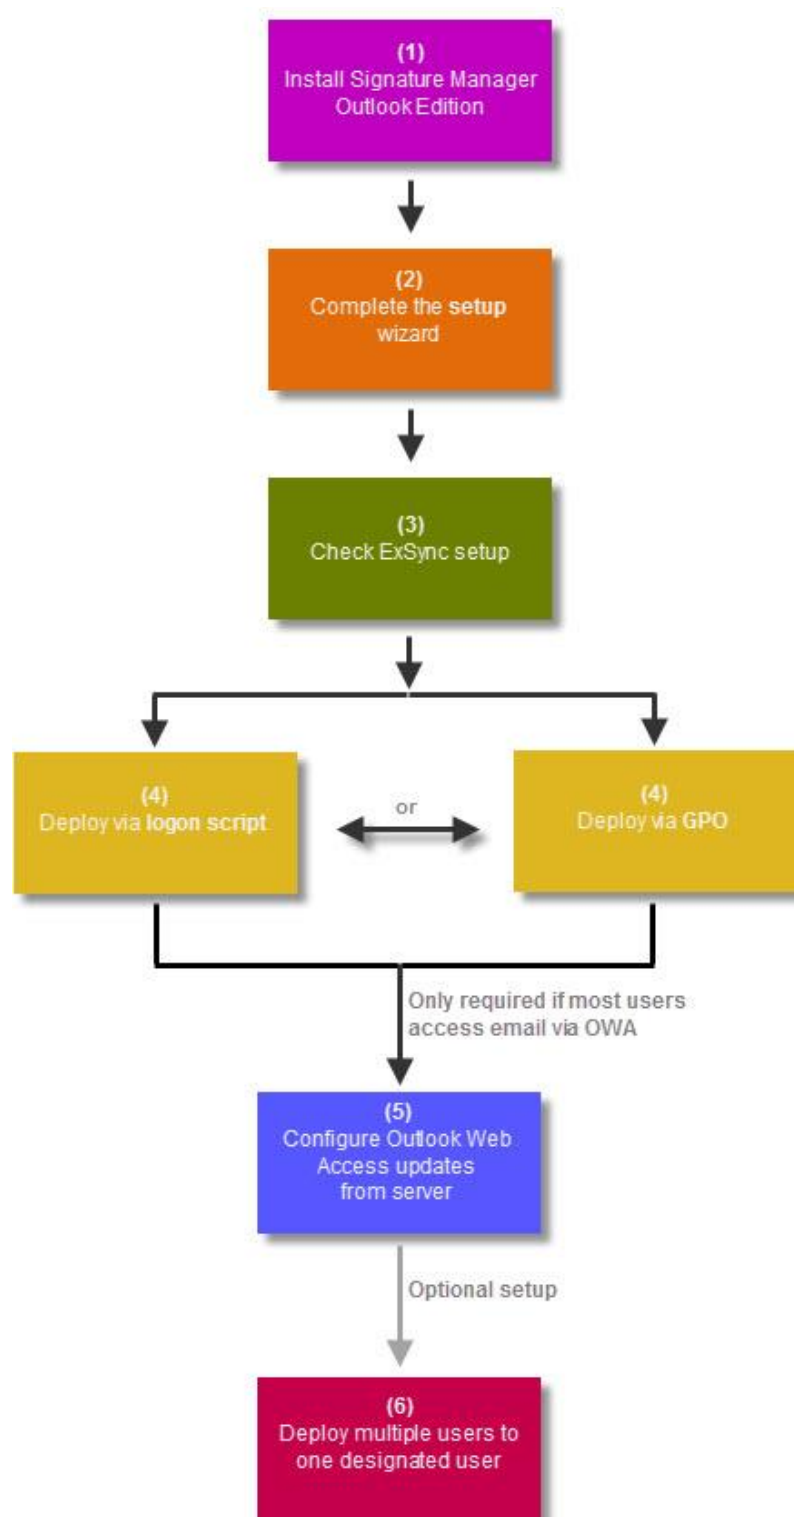 (1)
Install Signature Manager
Outlook Edition
(2)
Complete the setup
wizard
(3)
Check ExSync setup
(4)
Deploy via logon script
or
(4)
Deploy via GPO
Only required if most users
access email via OWA
(5)
Configure Outlook Web
Access updates
from server
Optional setup
(6)
Deploy multiple users to
one designated user